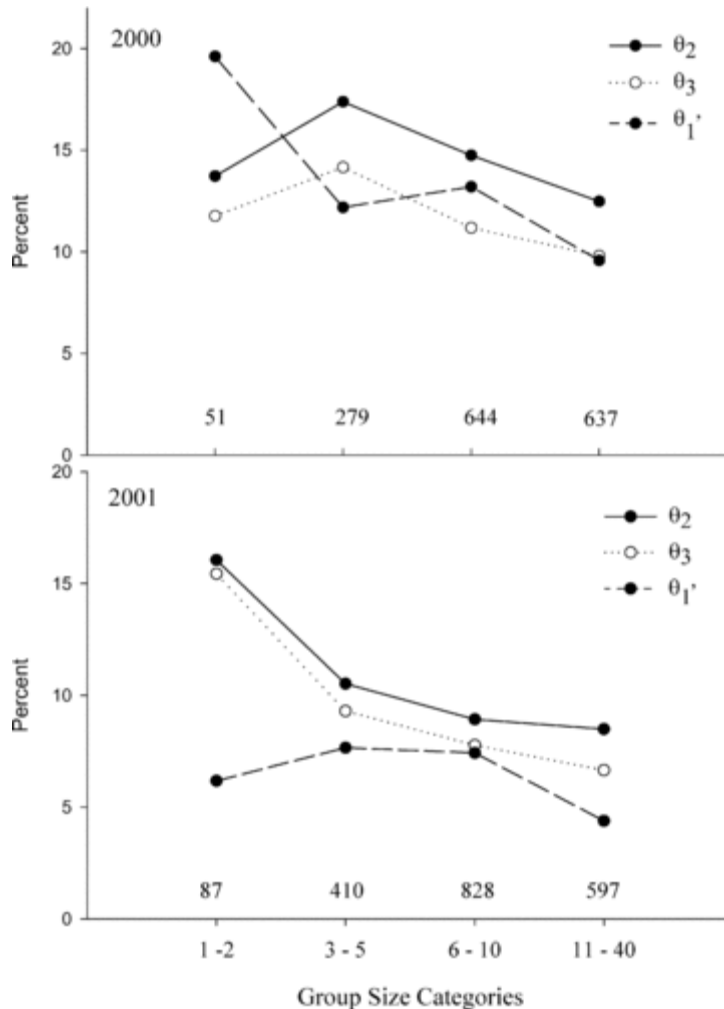 2000
θ2
θ3
θ1'
20
15
10
5
0
Percent
51 279 644 637
2001
θ2
θ3
θ1'
20
15
10
5
0
Percent
87 410 828 597
1 -2 3 - 5 6 - 10 11 - 40
Group Size Categories